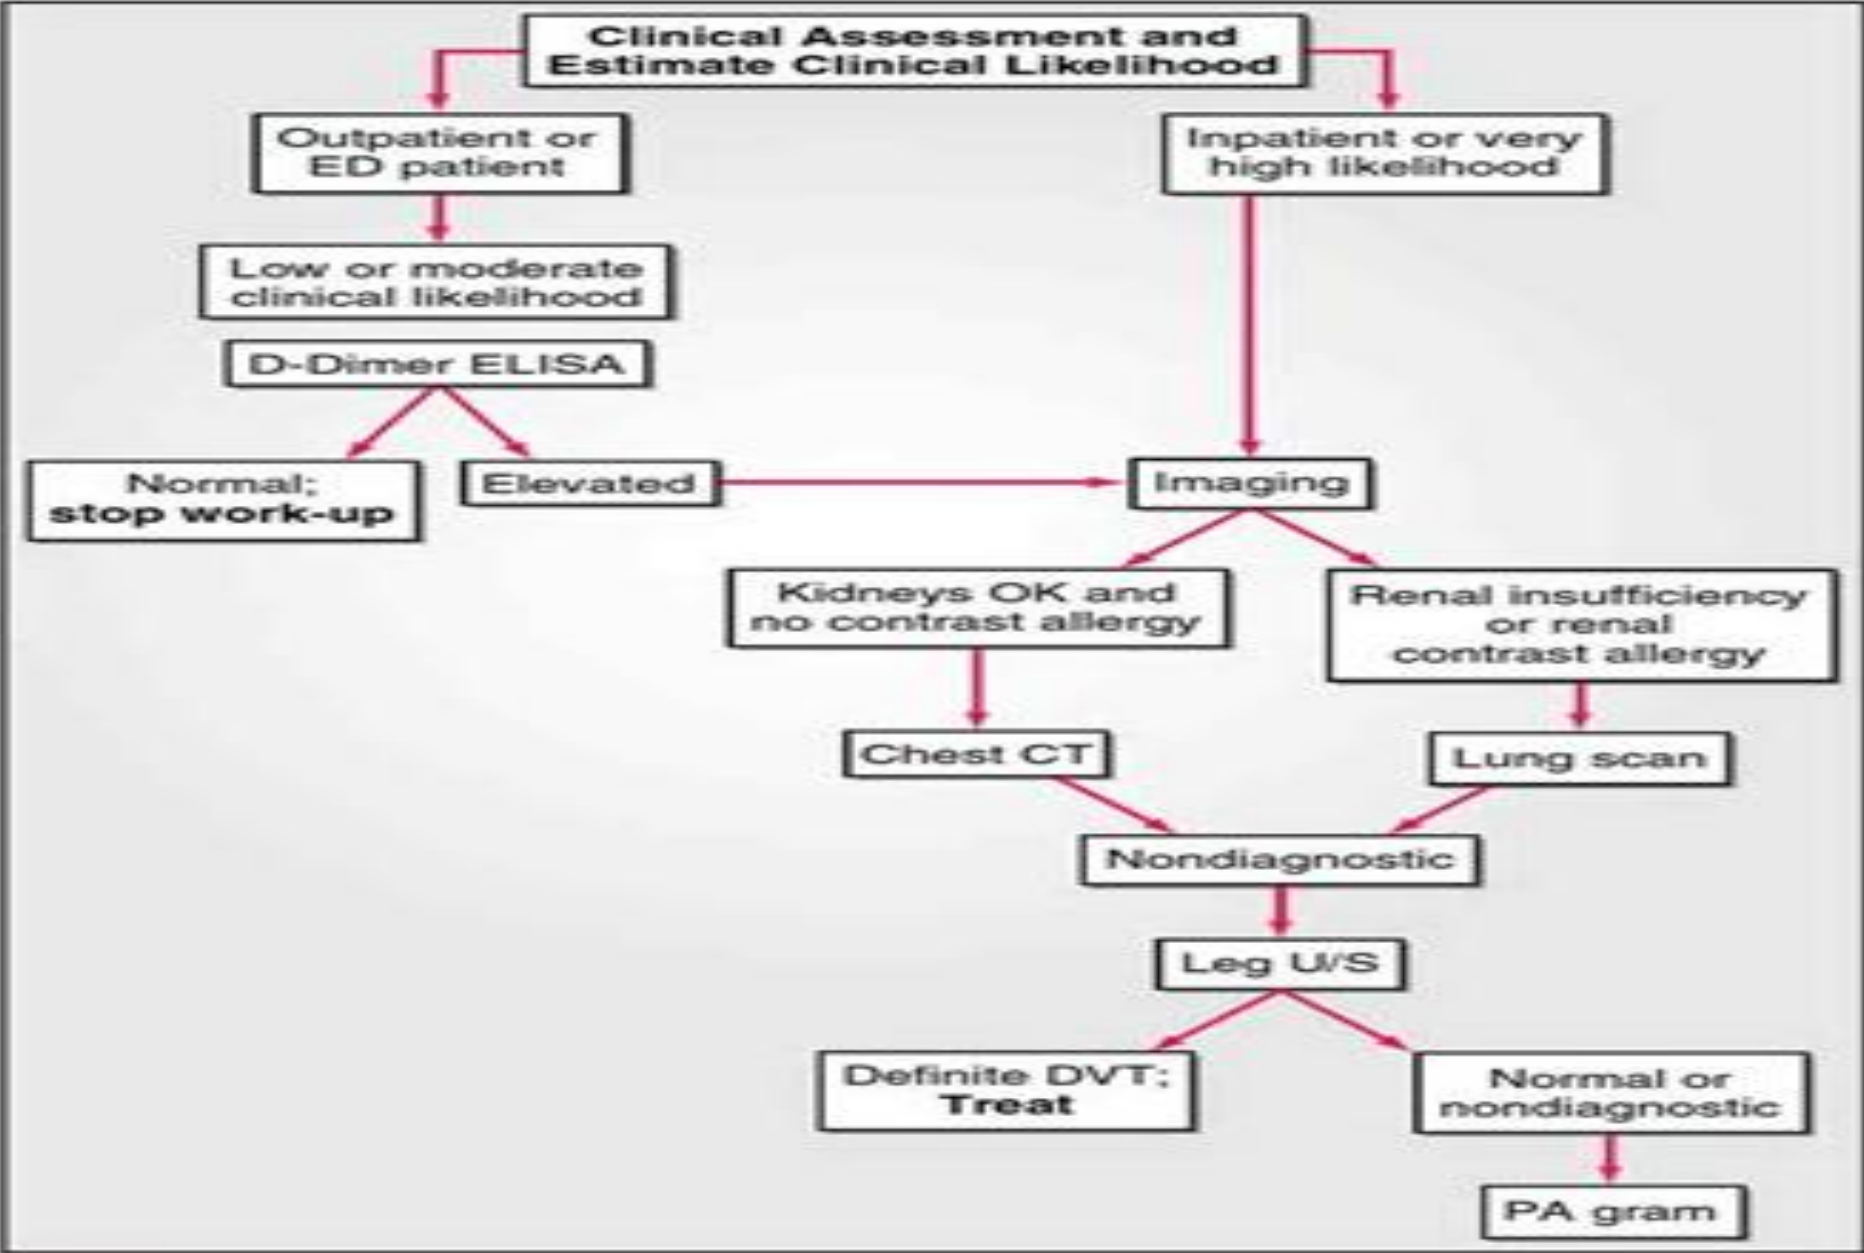 Clinical Assessment and
Estimate Clinical Likelihood
Outpatient or
ED patient
Inpatient or very
high likelihood
Low or moderate
clinical likelihood
D-Dimer ELISA
Normal;
stop work-up
Elevated
Imaging
Kidneys OK and
no contrast allergy
Renal insufficiency
or renal
contrast allergy
Chest CT
Lung scan
Nondiagnostic
Leg U/S
Definite DVT:
Treat
Normal or
nondiagnostic
PA gram